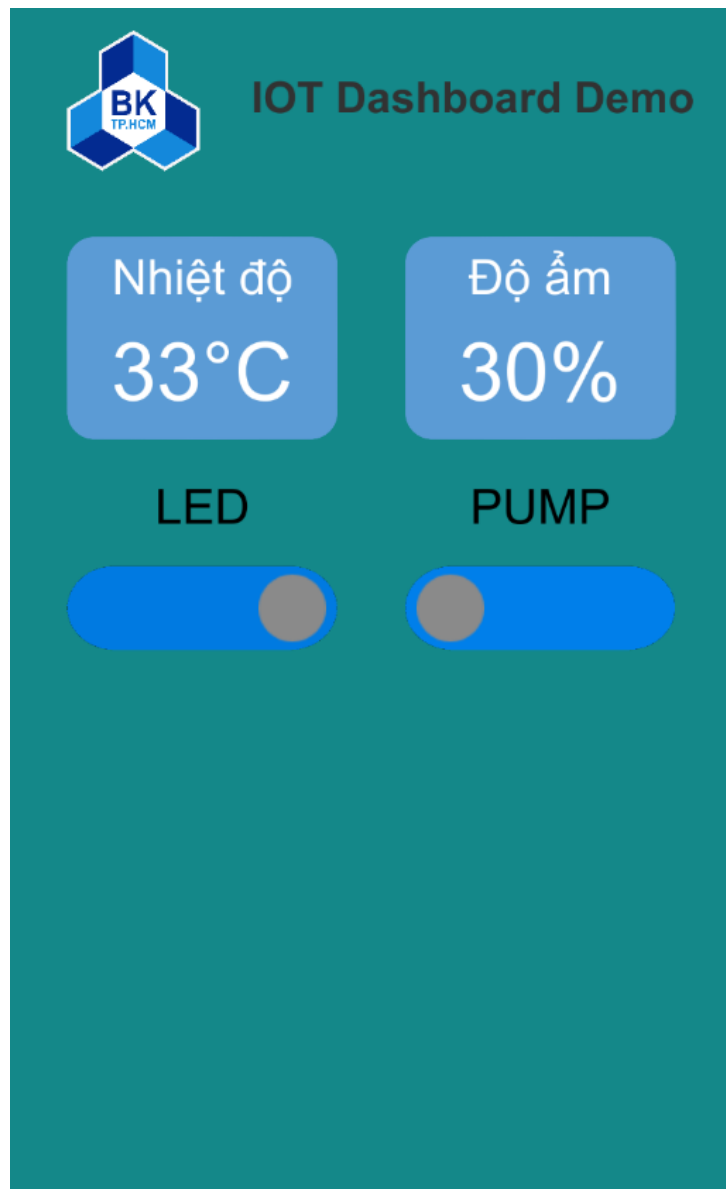 BK
TP.HCM
IOT Dashboard Demo
Nhiệt độ
33°C
Độ ẩm
30%
LED
PUMP